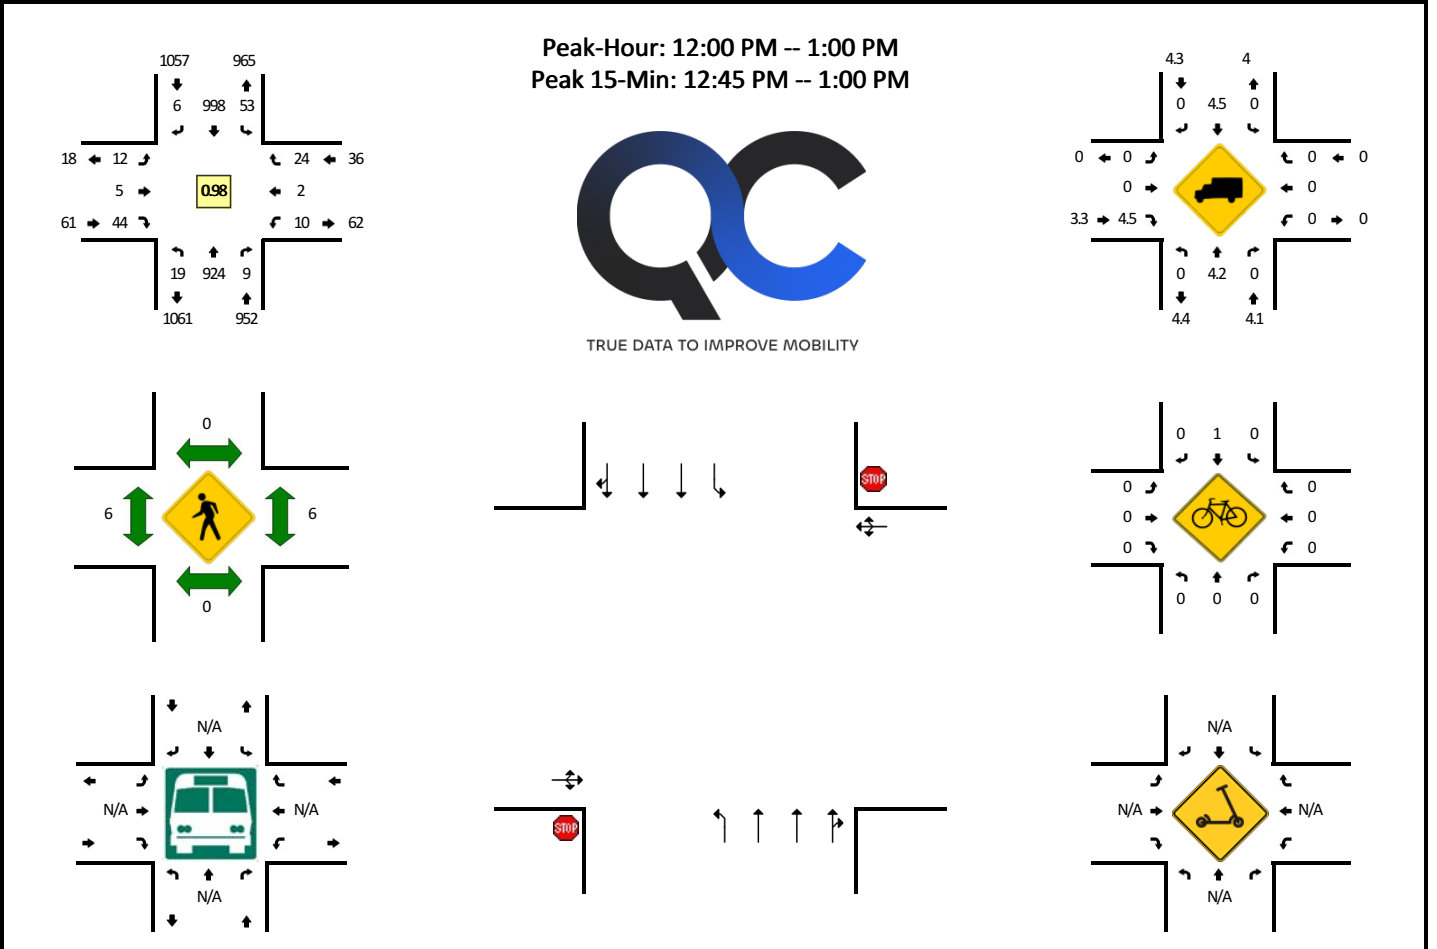 Peak-Hour: 12:00 PM -- 1:00 PM
Peak 15-Min: 12:45 PM -- 1:00 PM
1057 965
6 998 53
18 12 24 36
5 0.98 2
61 44 10 62
19 924 9
1061 952
QC
TRUE DATA TO IMPROVE MOBILITY
4.3 4
0 4.5 0
0 0 0 0
0 0
3.3 4.5 0 0
0 4.2 0
4.4 4.1
0
6 6
0
STOP
STOP
0 1 0
0 0
0 0
0 0
0 0 0
N/A
N/A N/A
N/A
N/A
N/A N/A
N/A